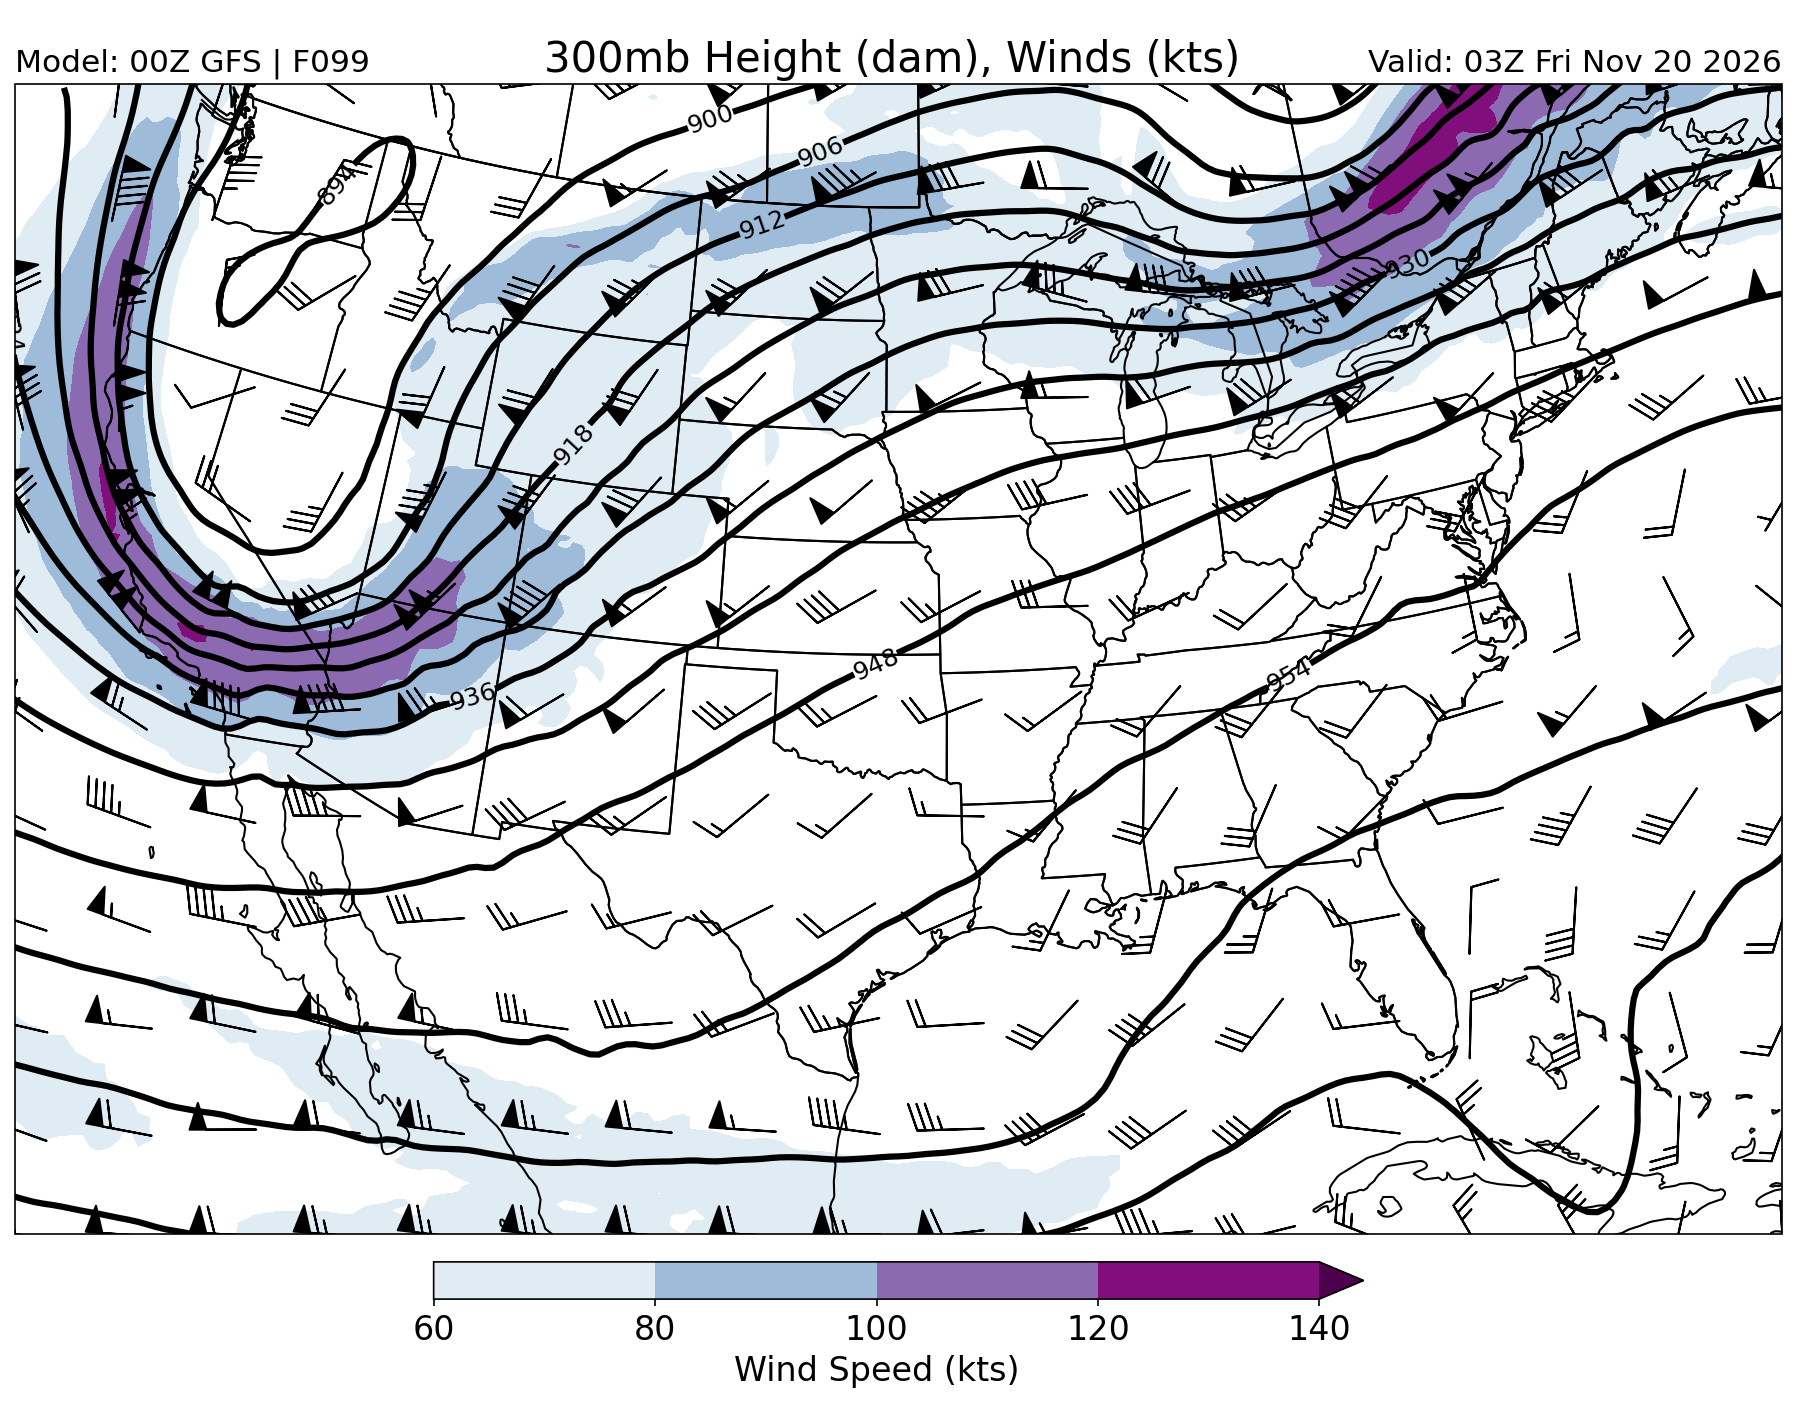 300mb Height (dam), Winds (kts)
Model: 00Z GFS | F099
Valid: 03Z Fri Nov 20 2026
900
906
894
912
930
918
948
954
936
60 80 100 120 140
Wind Speed (kts)